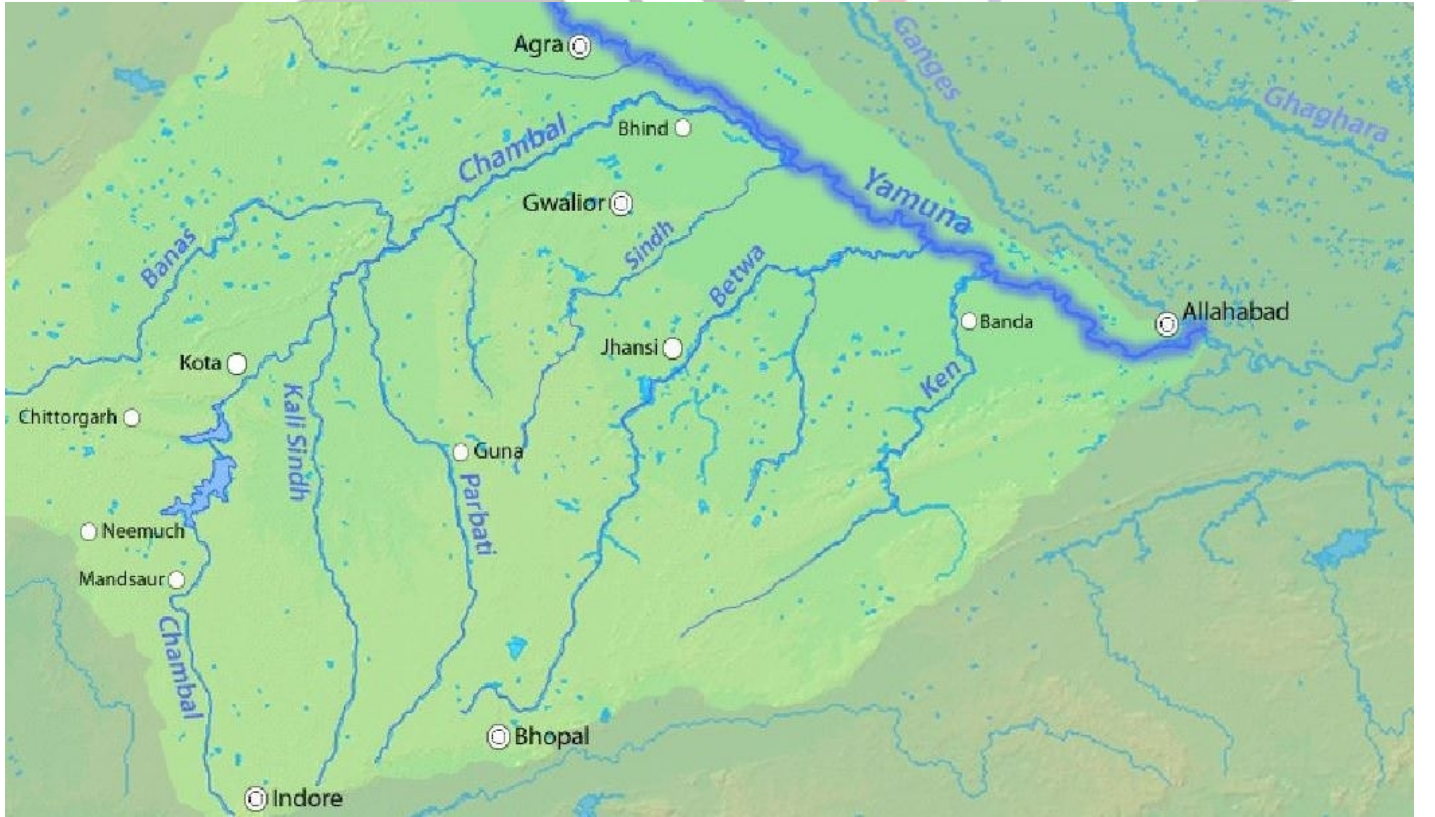 Agra
Ganges
Ghaghara
Bhind
Chambal
Yamuna
Gwalior
Sindh
Banas
Betwa
Allahabad
Banda
Jhansi
Kota
Ken
Kali Sindh
Chittorgarh
Guna
Parbati
Neemuch
Mandsaur
Chambal
Bhopal
Indore